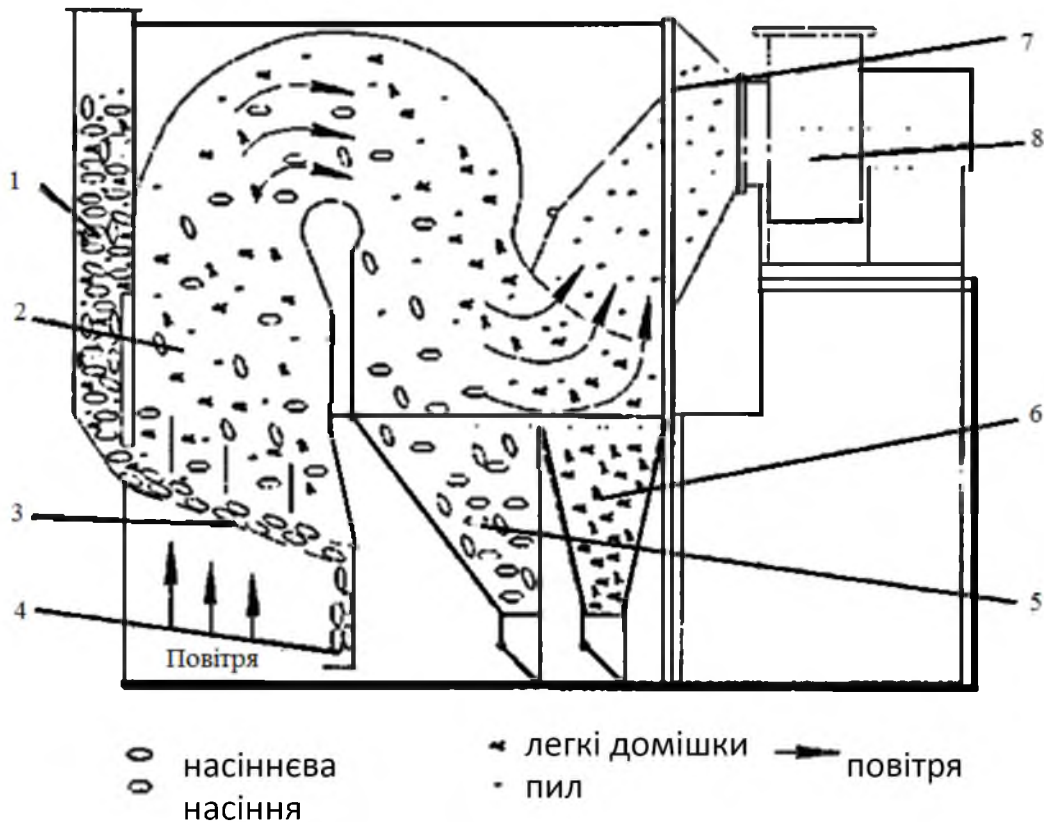 7
8
1
2
6
3
5
4
Повітря
насіннєва
насіння
легкі домішки
пил
повітря